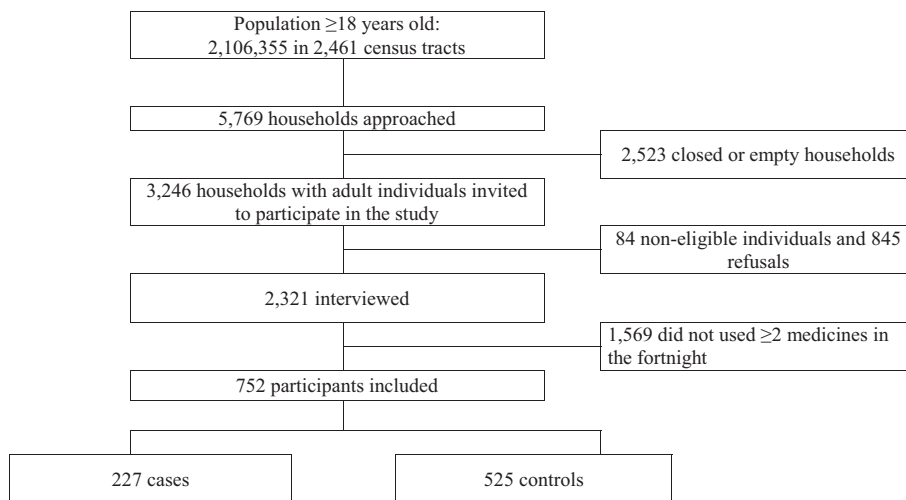 Population ≥18 years old:
2,106,355 in 2,461 census tracts
5,769 households approached
2,523 closed or empty households
3,246 households with adult individuals invited
to participate in the study
84 non-eligible individuals and 845
refusals
2,321 interviewed
1,569 did not used ≥2 medicines in
the fortnight
752 participants included
227 cases
525 controls